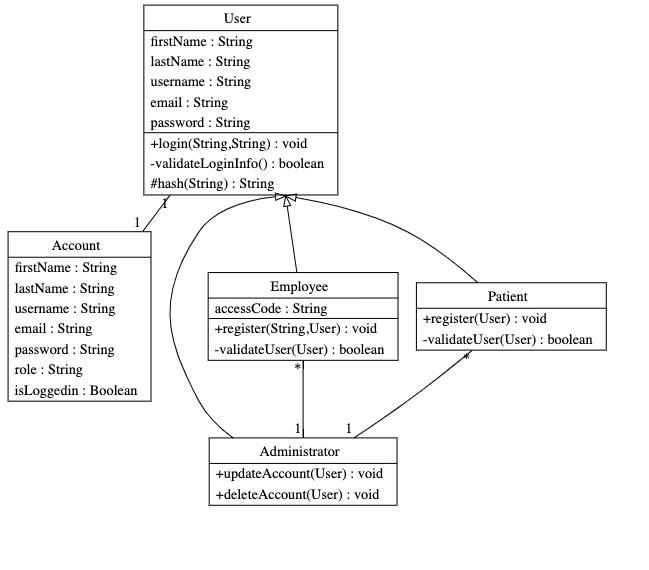 User
firstName : String
lastName : String
username : String
email : String
password : String
+login(String,String) : void
-validateLoginInfo() : boolean
#hash(String) : String
1
1
Account
firstName : String
lastName : String
username : String
email : String
password : String
role : String
isLoggedin : Boolean
Employee
accessCode : String
+register(String,User) : void
-validateUser(User) : boolean
Patient
+register(User) : void
-validateUser(User) : boolean
*
*
1
1
Administrator
+updateAccount(User) : void
+deleteAccount(User) : void